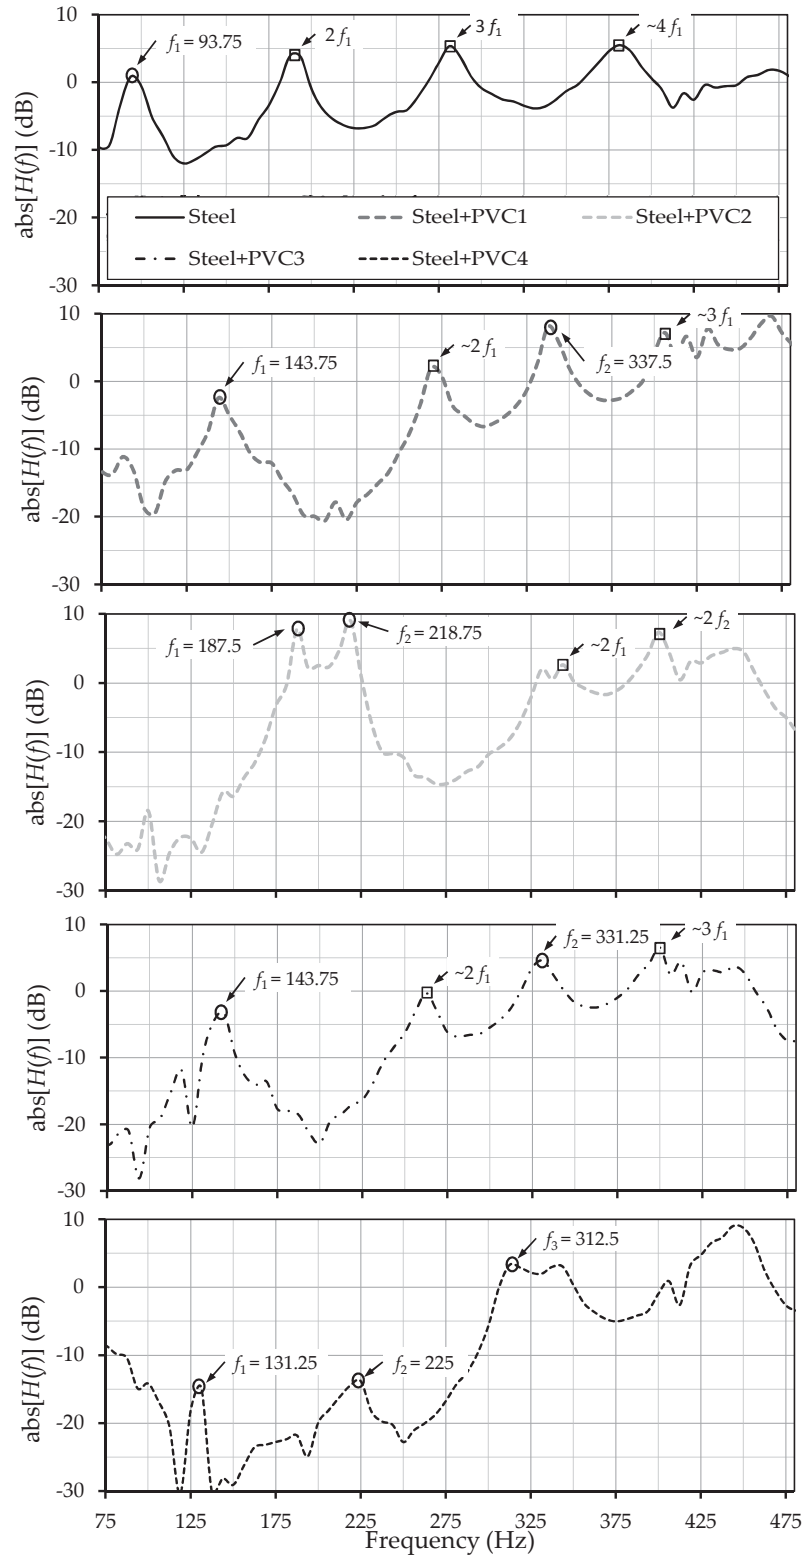 10
5
0
-10
-20
-30
abs[H(f)] (dB)
f1 = 93.75
2 f1
3 f1
~4 f1
Steel
Steel+PVC1
Steel+PVC2
Steel+PVC3
Steel+PVC4
10
0
-10
-20
-30
abs[H(f)] (dB)
f1 = 143.75
~2 f1
f2 = 337.5
~3 f1
10
0
-10
-20
-30
abs[H(f)] (dB)
f1 = 187.5
f2 = 218.75
~2 f1
~2 f2
10
0
-10
-20
-30
abs[H(f)] (dB)
f1 = 143.75
~2 f1
f2 = 331.25
~3 f1
10
0
-10
-20
-30
abs[H(f)] (dB)
f1 = 131.25
f2 = 225
f3 = 312.5
75 125 175 225 275 325 375 425 475
Frequency (Hz)